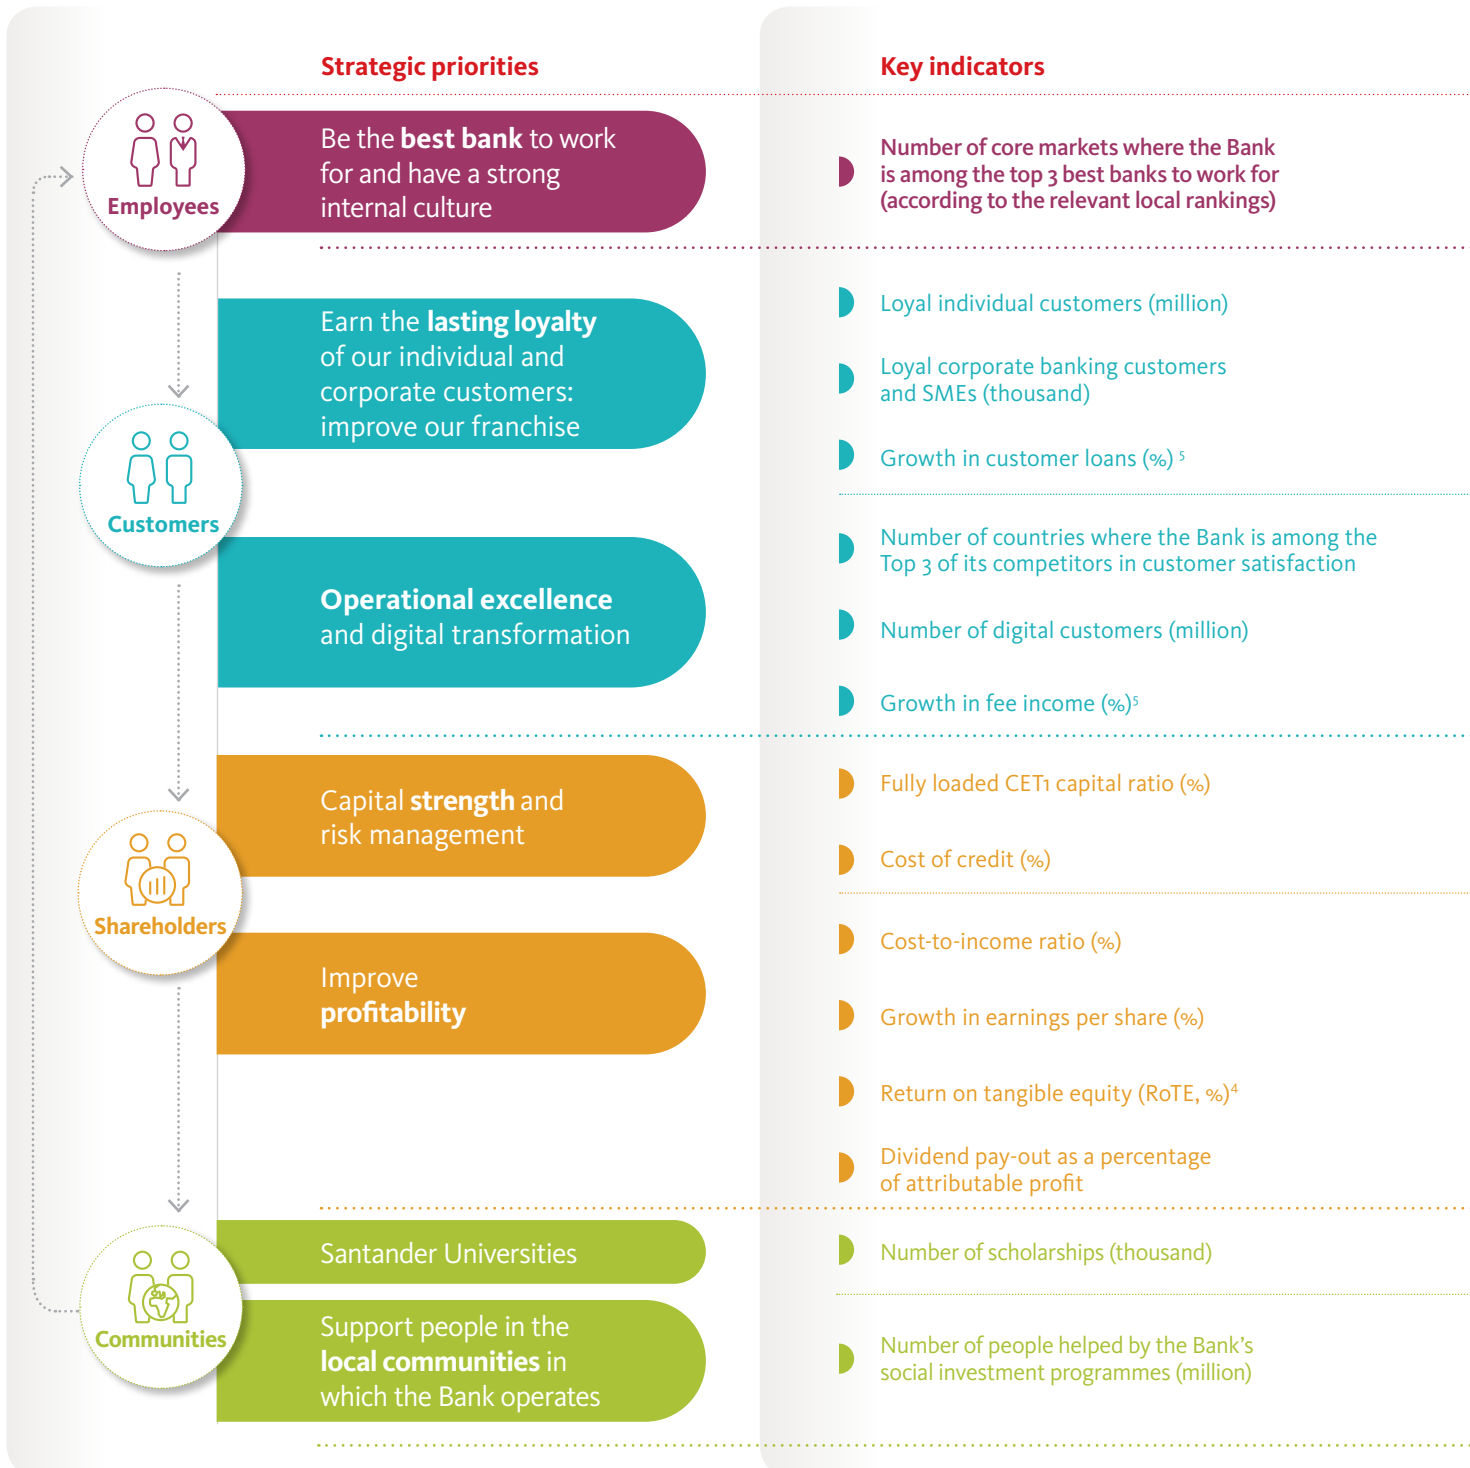 Strategic priorities
Key indicators
Employees
Be the best bank to work
for and have a strong
internal culture
Number of core markets where the Bank
is among the top 3 best banks to work for
(according to the relevant local rankings)
Customers
Earn the lasting loyalty
of our individual and
corporate customers:
improve our franchise
Loyal individual customers (million)
Loyal corporate banking customers
and SMEs (thousand)
Growth in customer loans (%) 5
Operational excellence
and digital transformation
Number of countries where the Bank is among the
Top 3 of its competitors in customer satisfaction
Number of digital customers (million)
Growth in fee income (%)5
Shareholders
Capital strength and
risk management
Fully loaded CET1 capital ratio (%)
Cost of credit (%)
Improve
profitability
Cost-to-income ratio (%)
Growth in earnings per share (%)
Return on tangible equity (RoTE, %)4
Dividend pay-out as a percentage
of attributable profit
Communities
Santander Universities
Number of scholarships (thousand)
Support people in the
local communities in
which the Bank operates
Number of people helped by the Bank’s
social investment programmes (million)